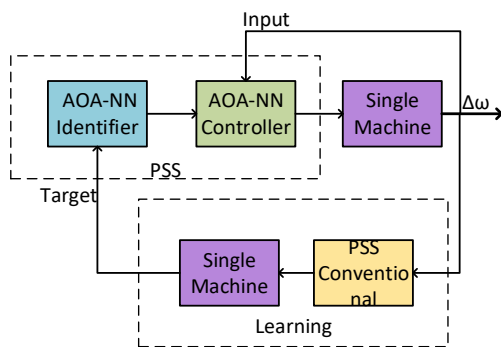 Input
AOA-NN
Identifier
AOA-NN
Controller
Single
Machine
Δω
PSS
Target
Single
Machine
PSS
Conventio
nal
Learning